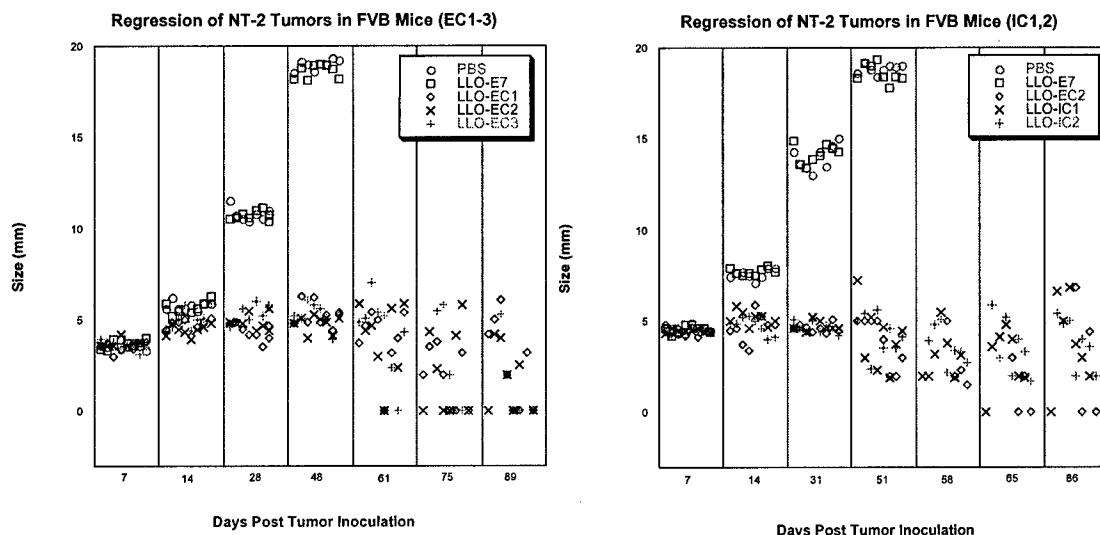 Regression of NT-2 Tumors in FVB Mice (EC1-3)
20
15
10
5
0
Size (mm)
PBS
LLO-E7
LLO-EC1
LLO-EC2
LLO-EC3
7 14 28 48 61 75 89
Days Post Tumor Inoculation
Regression of NT-2 Tumors in FVB Mice (IC1,2)
20
15
10
5
0
Size (mm)
PBS
LLO-E7
LLO-EC2
LLO-IC1
LLO-IC2
7 14 31 51 58 65 86
Days Post Tumor Inoculation